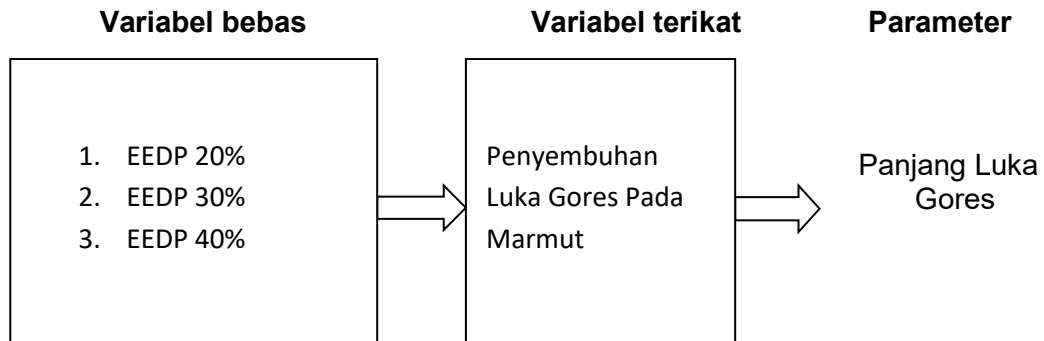 Variabel bebas
Variabel terikat
Parameter
1. EEDP 20%
2. EEDP 30%
3. EEDP 40%
Penyembuhan
Luka Gores Pada
Marmut
Panjang Luka
Gores